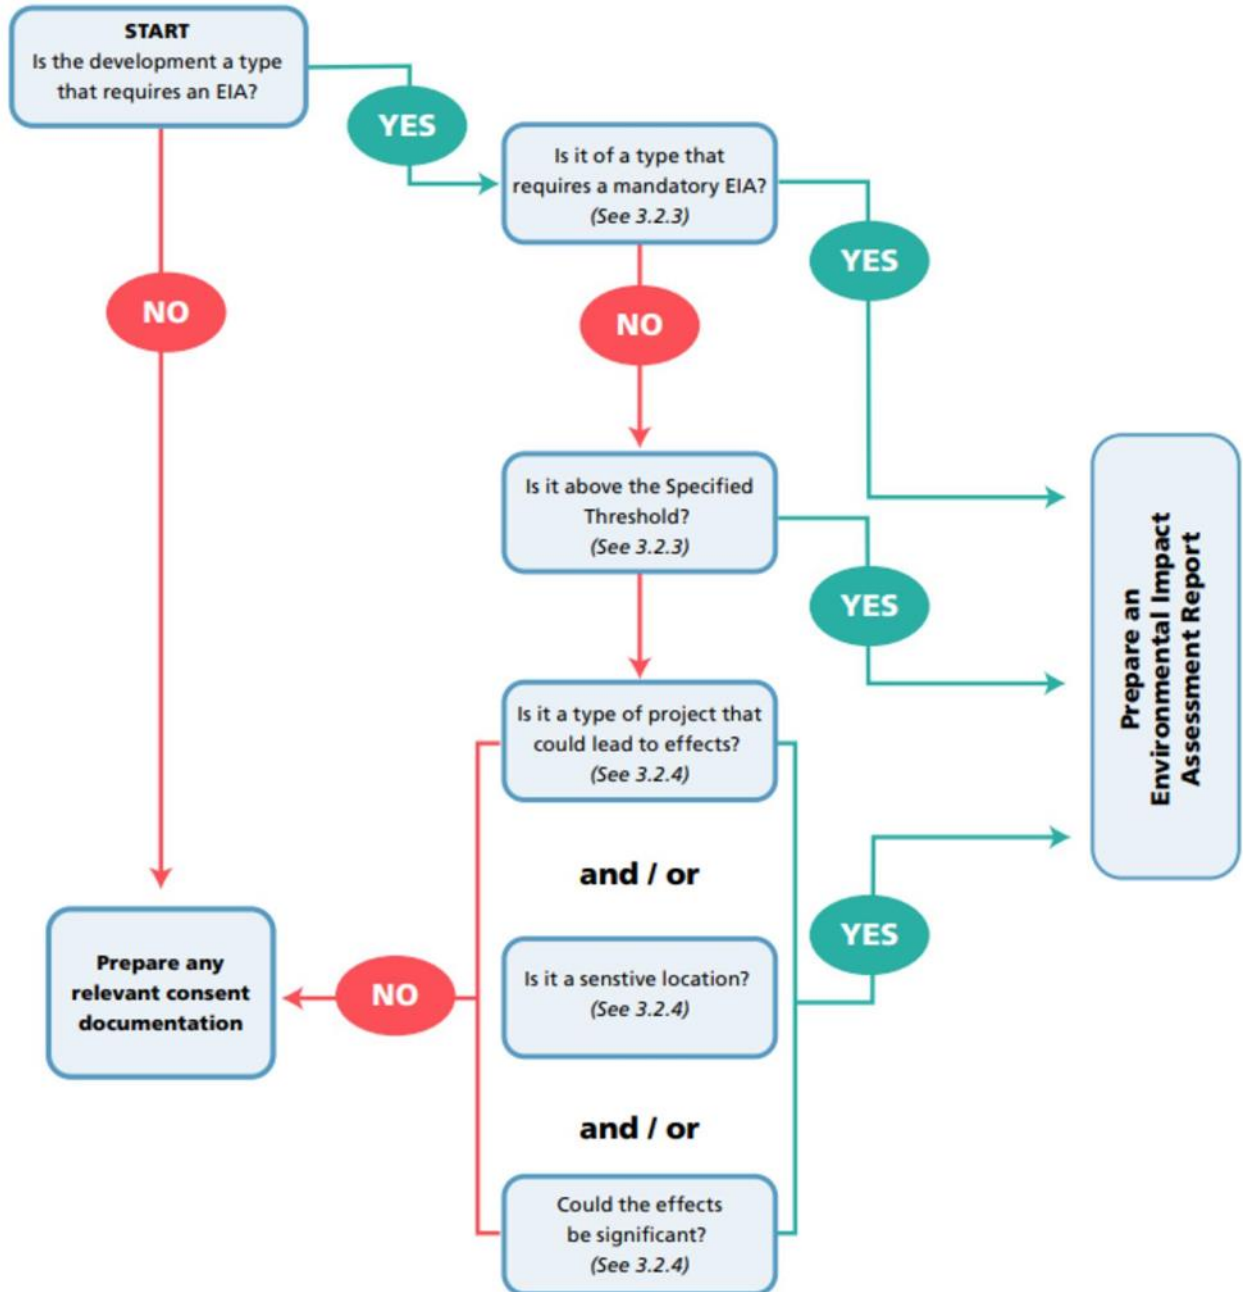 START
Is the development a type
that requires an EIA?
YES
Is it of a type that
requires a mandatory EIA?
(See 3.2.3)
YES
NO
NO
Is it above the Specified
Threshold?
(See 3.2.3)
YES
Prepare an
Environmental Impact
Assessment Report
Is it a type of project that
could lead to effects?
(See 3.2.4)
and / or
YES
Is it a senstive location?
(See 3.2.4)
NO
Prepare any
relevant consent
documentation
and / or
Could the effects
be significant?
(See 3.2.4)